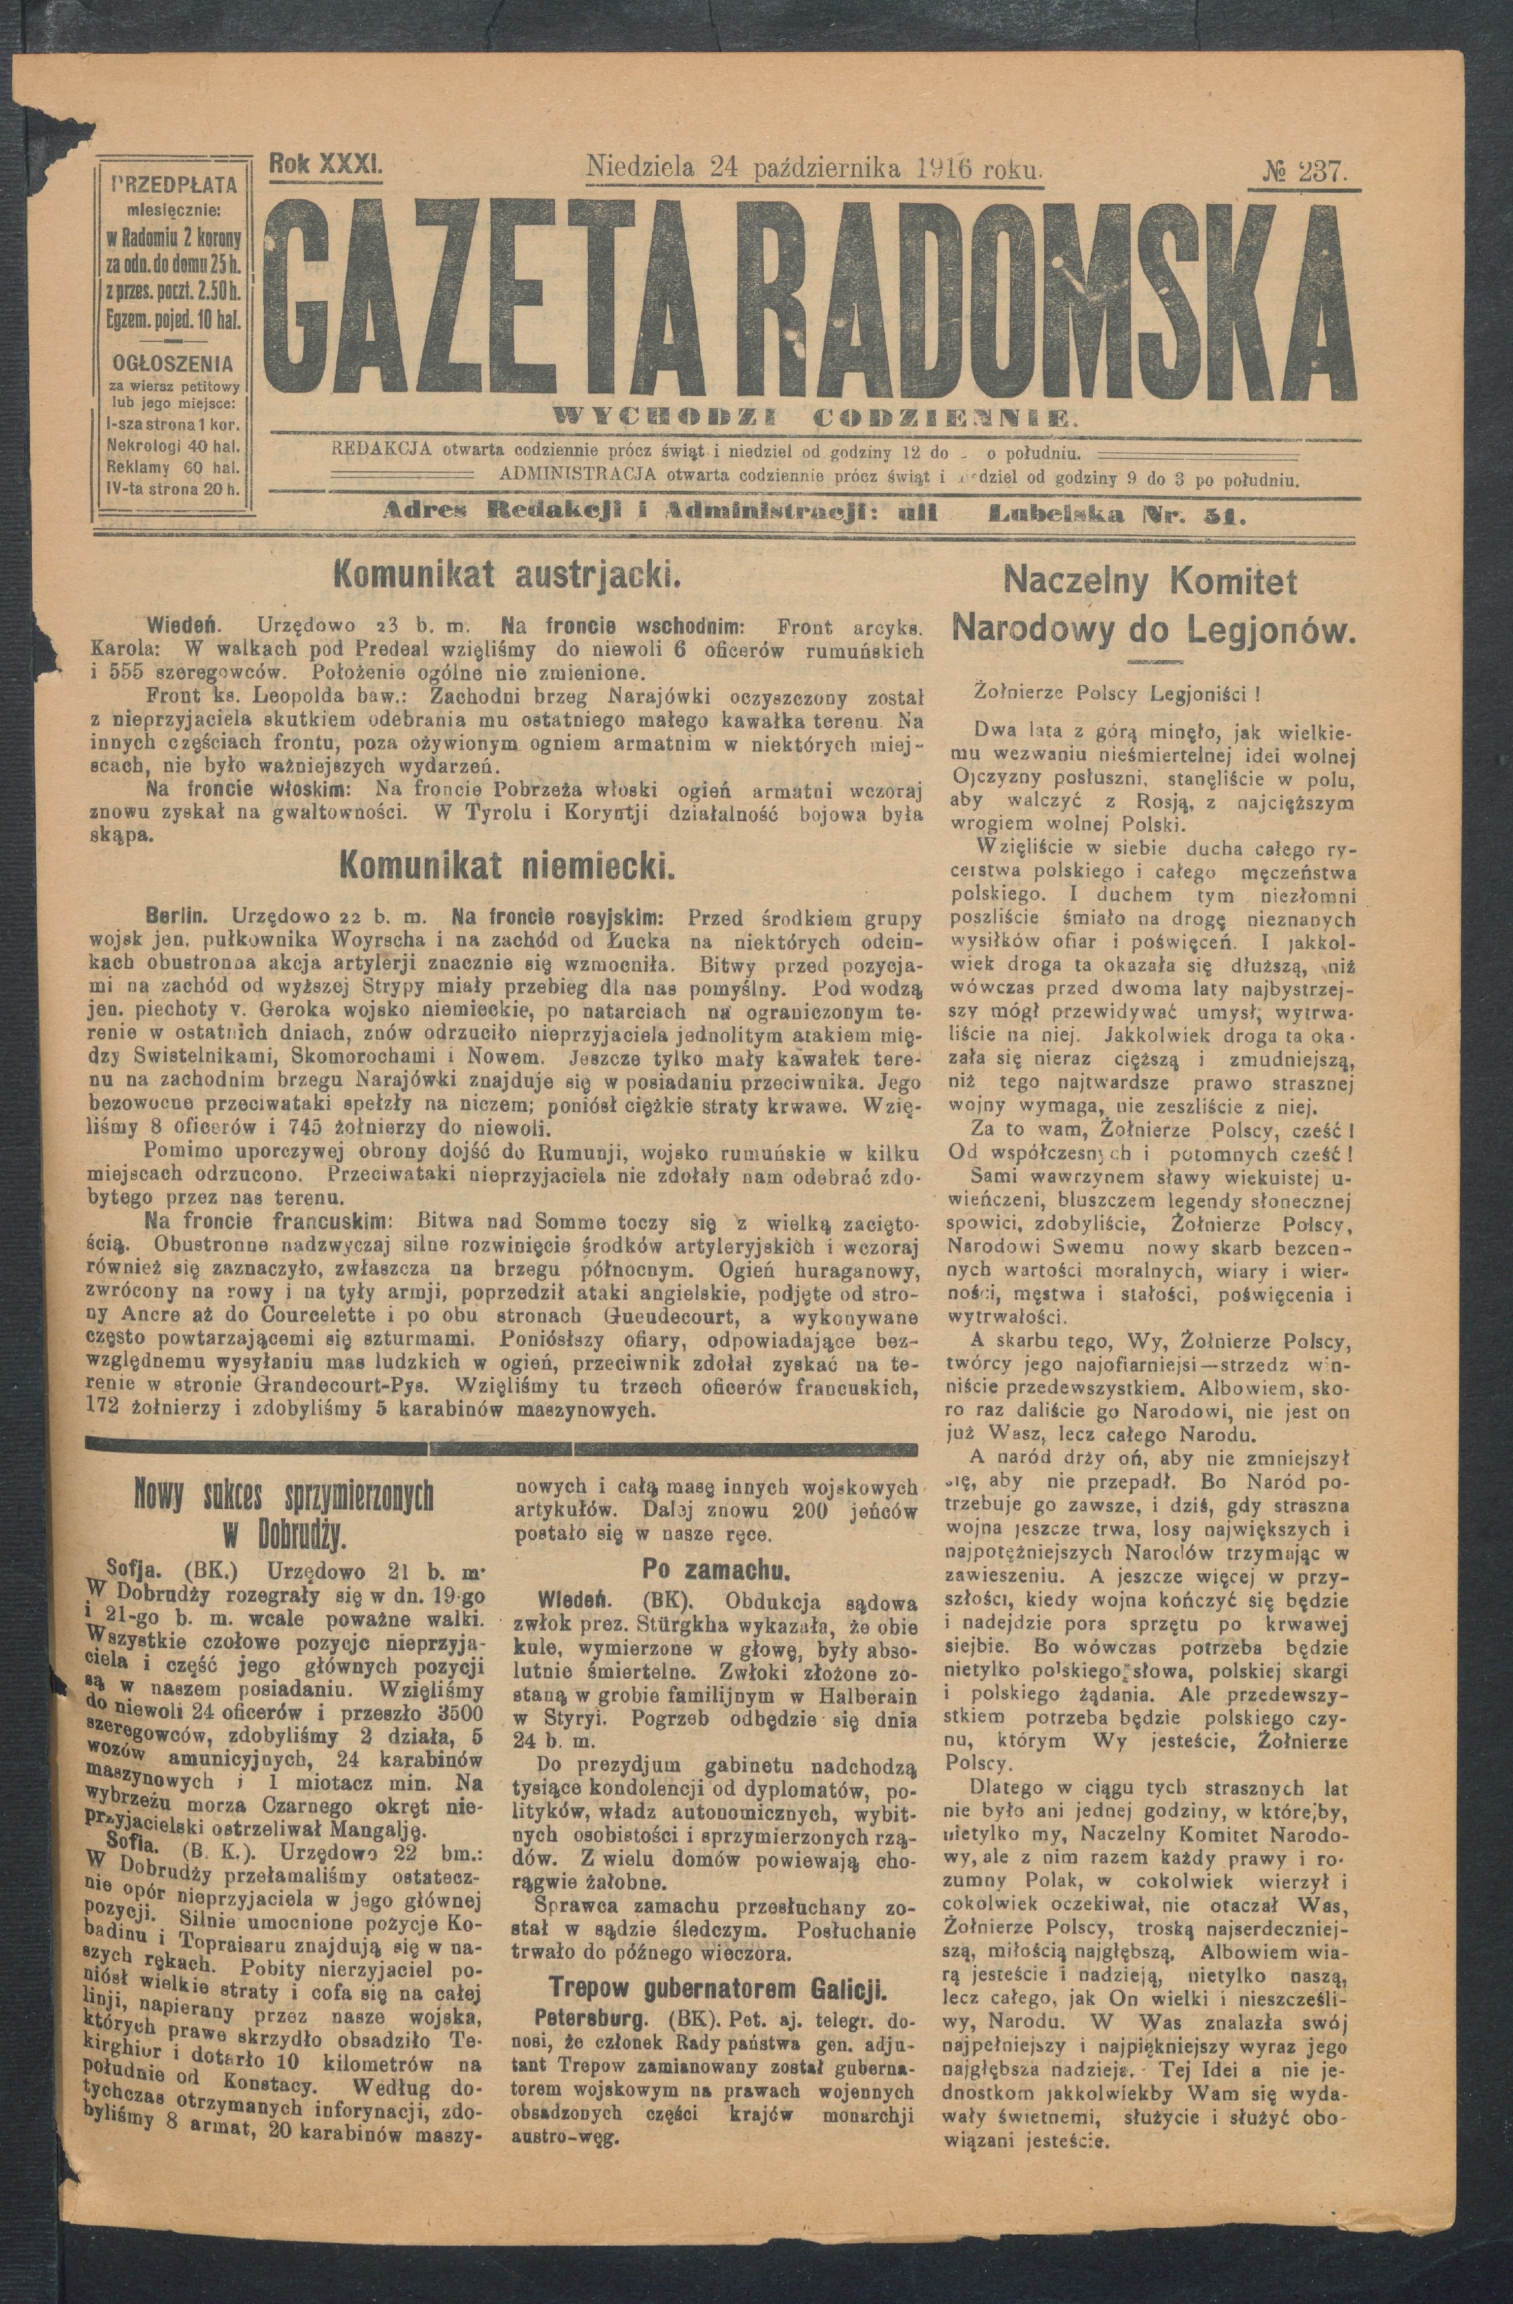 PRZEDPŁATA
miesięcznie:
w Radomiu 2 korony
za odn. do domu 25 h.
z przes. poczt. 2.50 h.
Egzem. pojed. 10 hal.
OGŁOSZENIA
za wiersz petitowy
lub jego miejsce:
I-sza strona 1 kor.
Nekrologi 40 hal.
Reklamy 60 hal.
IV-ta strona 20 h.
Rok XXXI.
Niedziela 24 października 1916 roku.
№ 237.
GAZETA RADOMSKA
WYCHODZI CODZIENNIE.
REDAKCJA otwarta codziennie prócz świąt i niedziel od godziny 12 do - o południu.
ADMINISTRACJA otwarta codziennie prócz świąt i dziel od godziny 9 do 3 po południu.
Adres Redakcji i Administracji: uli Lubelska Nr. 51.
Komunikat austrjacki.
Wiedeń. Urzędowo 23 b. m. Na froncie wschodnim: Front arcyks.
Karola: W walkach pod Predeal wzięliśmy do niewoli 6 oficerów rumuńskich
i 555 szeregowców. Położenie ogólne nie zmienione.
Front ks. Leopolda baw.: Zachodni brzeg Narajówki oczyszczony został
z nieprzyjaciela skutkiem odebrania mu ostatniego małego kawałka terenu. Na
innych częściach frontu, poza ożywionym ogniem armatnim w niektórych miej-
scach, nie było ważniejszych wydarzeń.
Na froncie włoskim: Na froncie Pobrzeża włoski ogień armatni wczoraj
znowu zyskał na gwałtowności. W Tyrolu i Koryntji działalność bojowa była
skąpa.
Komunikat niemiecki.
Berlin. Urzędowo 22 b. m. Na froncie rosyjskim: Przed środkiem grupy
wojsk jen. pułkownika Woyrscha i na zachód od Łucka na niektórych odcin-
kach obustronna akcja artylerji znacznie się wzmocniła. Bitwy przed pozycja-
mi na zachód od wyższej Strypy miały przebieg dla nas pomyślny. Pod wodzą
jen. piechoty v. Geroka wojsko niemieckie, po natarciach na ograniczonym te-
renie w ostatnich dniach, znów odrzuciło nieprzyjaciela jednolitym atakiem mię-
dzy Swistelnikami, Skomorochami i Nowem. Jeszcze tylko mały kawałek tere-
nu na zachodnim brzegu Narajówki znajduje się w posiadaniu przeciwnika. Jego
bezowocne przeciwataki spełzły na niczem; poniósł ciężkie straty krwawe. Wzię-
liśmy 8 oficerów i 745 żołnierzy do niewoli.
Pomimo uporczywej obrony dojść do Rumunji, wojsko rumuńskie w kilku
miejscach odrzucono. Przeciwataki nieprzyjaciela nie zdołały nam odebrać zdo-
bytego przez nas terenu.
Na froncie francuskim: Bitwa nad Somme toczy się z wielką zacięto-
ścią. Obustronne nadzwyczaj silne rozwinięcie środków artyleryjskich i wczoraj
również się zaznaczyło, zwłaszcza na brzegu północnym. Ogień huraganowy,
zwrócony na rowy i na tyły armji, poprzedził ataki angielskie, podjęte od stro-
ny Ancre aż do Courcelette i po obu stronach Gueudecourt, a wykonywane
często powtarzającemi się szturmami. Poniósłszy ofiary, odpowiadające bez-
względnemu wysyłaniu mas ludzkich w ogień, przeciwnik zdołał zyskać na te-
renie w stronie Grandecourt-Pys. Wzięliśmy tu trzech oficerów francuskich,
172 żołnierzy i zdobyliśmy 5 karabinów maszynowych.
Nowy sukces sprzymierzonych
w Dobrudży.
Sofja. (BK.) Urzędowo 21 b. m.
W Dobrudży rozegrały się w dn. 19-go
i 21-go b. m. wcale poważne walki.
Wszystkie czołowe pozycje nieprzyja-
ciela i część jego głównych pozycji
są w naszem posiadaniu. Wzięliśmy
do niewoli 24 oficerów i przeszło 3500
szeregowców, zdobyliśmy 2 działa, 5
wozów amunicyjnych, 24 karabinów
maszynowych i 1 miotacz min. Na
wybrzeżu morza Czarnego okręt nie-
przyjacielski ostrzeliwał Mangalję.
Sofia. (B. K.). Urzędowo 22 bm.:
W Dobrudży przełamaliśmy ostatecz-
nie opór nieprzyjaciela w jego głównej
pozycji. Silnie umocnione pożycje Ko-
badinu i Topraisaru znajdują się w na-
szych rękach. Pobity nierzyjaciel po-
niósł wielkie straty i cofa się na całej
linji, napierany przez nasze wojska,
których prawe skrzydło obsadziło Te-
kirghiur i dotarło 10 kilometrów na
południe od Konstacy. Według do-
tychczas otrzymanych inforynacji, zdo-
byliśmy 8 armat, 20 karabinów maszy-
nowych i całą masę innych wojskowych
artykułów. Dalej znowu 200 jeńców
postało się w nasze ręce.
Po zamachu.
Wiedeń. (BK). Obdukcja sądowa
zwłok prez. Stürgkha wykazała, że obie
kule, wymierzone w głowę, były abso-
lutnie śmiertelne. Zwłoki złożone zo-
staną w grobie familijnym w Halberain
w Styryi. Pogrzeb odbędzie się dnia
24 b. m.
Do prezydjum gabinetu nadchodzą
tysiące kondolencji od dyplomatów, po-
lityków, władz autonomicznych, wybit-
nych osobistości i sprzymierzonych rzą-
dów. Z wielu domów powiewają cho-
rągwie żałobne.
Sprawca zamachu przesłuchany zo-
stał w sądzie śledczym. Posłuchanie
trwało do późnego wieczora.
Trepow gubernatorem Galicji.
Petersburg. (BK). Pet. aj. telegr. do-
nosi, że członek Rady państwa gen. adju-
tant Trepow zamianowany został guberna-
torem wojskowym na prawach wojennych
obsadzonych części krajów monarchji
austro-węg.
Naczelny Komitet
Narodowy do Legjonów.
Żołnierze Polscy Legjoniści !
Dwa lata z górą minęło, jak wielkie-
mu wezwaniu nieśmiertelnej idei wolnej
Ojczyzny posłuszni, stanęliście w polu,
aby walczyć z Rosją, z najcięższym
wrogiem wolnej Polski.
Wzięliście w siebie ducha całego ry-
cerstwa polskiego i całego męczeństwa
polskiego. I duchem tym niezłomni
poszliście śmiało na drogę nieznanych
wysiłków ofiar i poświęceń. I jakkol-
wiek droga ta okazała się dłuższą, niż
wówczas przed dwoma laty najbystrzej-
szy mógł przewidywać umysł, wytrwa-
liście na niej. Jakkolwiek droga ta oka-
zała się nieraz cięższą i zmudniejszą,
niż tego najtwardsze prawo strasznej
wojny wymaga, nie zeszliście z niej.
Za to wam, Żołnierze Polscy, cześć !
Od współczesnych i potomnych cześć !
Sami wawrzynem sławy wiekuistej u-
wieńczeni, bluszczem legendy słonecznej
spowici, zdobyliście, Żołnierze Polscy,
Narodowi Swemu nowy skarb bezcen-
nych wartości moralnych, wiary i wier-
ności, męstwa i stałości, poświęcenia i
wytrwałości.
A skarbu tego, Wy, Żołnierze Polscy,
twórcy jego najofiarniejsi—strzedz win-
niście przedewszystkiem. Albowiem, sko-
ro raz daliście go Narodowi, nie jest on
już Wasz, lecz całego Narodu.
A naród drży oń, aby nie zmniejszył
się, aby nie przepadł. Bo Naród po-
trzebuje go zawsze, i dziś, gdy straszna
wojna jeszcze trwa, losy największych i
najpotężniejszych Narodów trzymając w
zawieszeniu. A jeszcze więcej w przy-
szłości, kiedy wojna kończyć się będzie
i nadejdzie pora sprzętu po krwawej
siejbie. Bo wówczas potrzeba będzie
nietylko polskiego słowa, polskiej skargi
i polskiego żądania. Ale przedewszy-
stkiem potrzeba będzie polskiego czy-
nu, którym Wy jesteście, Żołnierze
Polscy.
Dlatego w ciągu tych strasznych lat
nie było ani jednej godziny, w której by,
nietylko my, Naczelny Komitet Narodo-
wy, ale z nim razem każdy prawy i ro-
zumny Polak, w cokolwiek wierzył i
cokolwiek oczekiwał, nie otaczał Was,
Żołnierze Polscy, troską najserdeczniej-
szą, miłością najgłębszą, Albowiem wia-
rą jesteście i nadzieją, nietylko naszą,
lecz całego, jak On wielki i nieszczęśli-
wy, Narodu. W Was znalazła swój
najpełniejszy i najpiękniejszy wyraz jego
najgłębsza nadzieja. Tej Idei a nie je-
dnostkom jakkolwiekby Wam się wyda-
wały świetnemi, służycie i służyć obo-
wiązani jesteście.